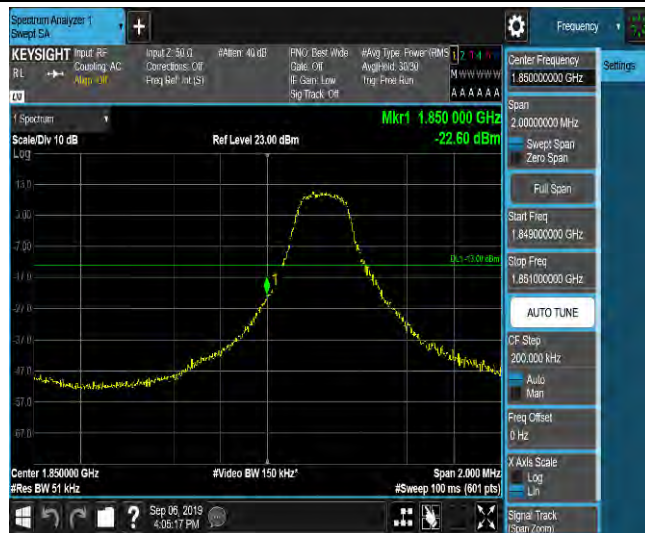 Spectrum Analyzer 1
Swept SA
+
Frequency
KEYSIGHT
Input: RF
Coupling: AC
Align: Off
Input Z: 50 Ω
Corrections: Off
Freq Ref: Int (S)
#Atten: 40 dB
PNO: Best Wide
Gate: Off
IF Gain: Low
Sig Track: Off
#Avg Type: Power (RMS
Avg|Hold: 30/30
Trig: Free Run
RL
LV
M W W W W W
A A A A A A
Center Frequency
1.850000000 GHz
Settings
Span
2.00000000 MHz
Swept Span
Zero Span
Full Span
Start Freq
1.849000000 GHz
Stop Freq
1.851000000 GHz
AUTO TUNE
CF Step
200.000 kHz
Auto
Man
Freq Offset
0 Hz
X Axis Scale
Log
Lin
Signal Track
(Span Zoom)
1 Spectrum
Scale/Div 10 dB
Ref Level 23.00 dBm
Mkr1 1.850 000 GHz
-22.60 dBm
Log
13.0
3.00
-7.00
DL1 -13.00 dBm
-17.0
1
-27.0
-37.0
-47.0
-57.0
-67.0
Center 1.850000 GHz
#Video BW 150 kHz*
Span 2.000 MHz
#Res BW 51 kHz
#Sweep 100 ms (601 pts)
?
Sep 06, 2019
4:05:17 PM